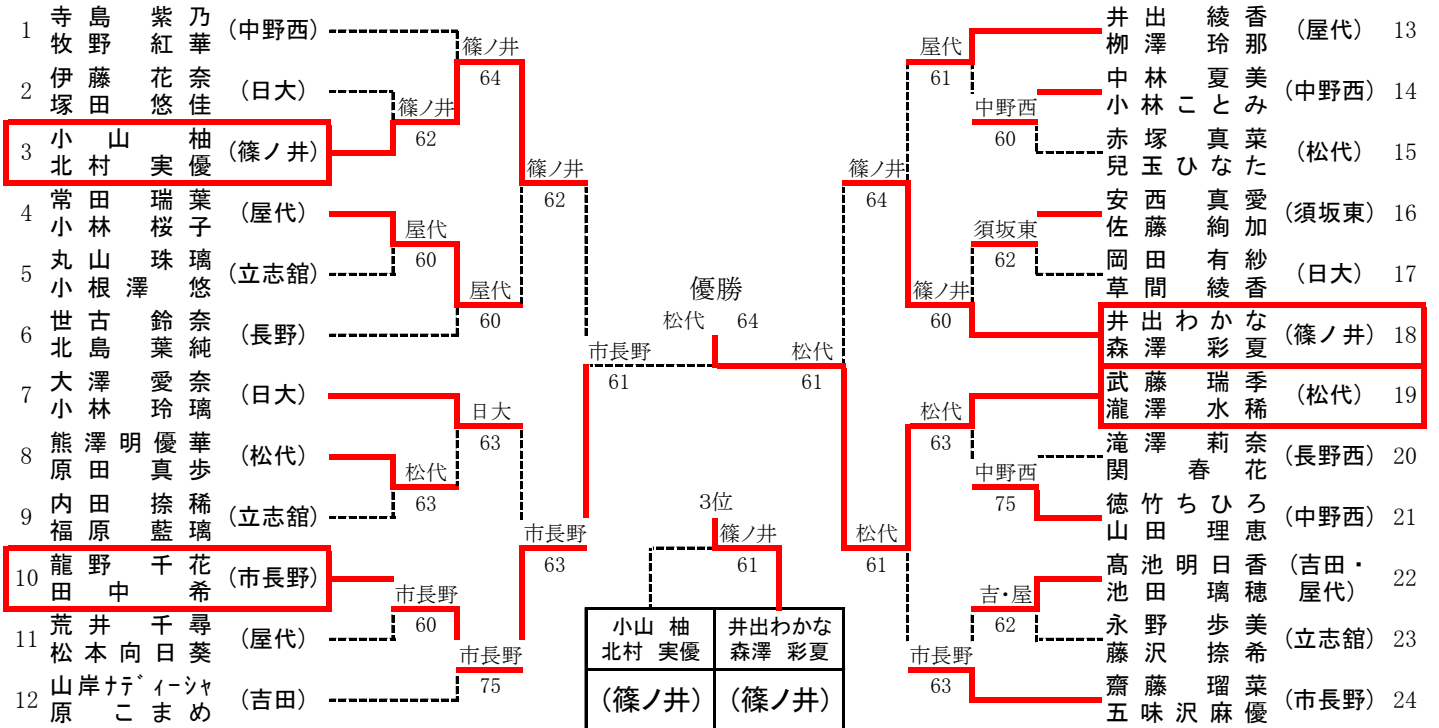 1 寺島 紫乃 (中野西)
牧野 紅華
2 伊藤 花奈 (日大)
塚田 悠佳
3 小山 柚 (篠ノ井)
北村 実優
4 常田 瑞葉 (屋代)
小林 桜子
5 丸山 珠璃 (立志舘)
小根澤 悠
6 世古 鈴奈 (長野)
北島 葉純
7 大澤 愛奈 (日大)
小林 玲璃
8 熊澤明優華 (松代)
原田 真歩
9 内田 捺稀 (立志舘)
福原 藍璃
10 龍野 千花 (市長野)
田中 希
11 荒井 千尋 (屋代)
松本向日葵
12 山岸ナディーシャ (吉田)
原 こまめ
篠ノ井
64
篠ノ井
62
篠ノ井
62
屋代
60
屋代
60
市長野
61
日大
63
松代
63
市長野
63
市長野
60
市長野
75
優勝
松代 64
3位
篠ノ井
61
小山 柚
北村 実優
(篠ノ井)
井出わかな
森澤 彩夏
(篠ノ井)
屋代
61
中野西
60
篠ノ井
64
須坂東
62
篠ノ井
60
松代
61
松代
63
中野西
75
松代
61
吉・屋
62
市長野
63
井出 綾香 (屋代) 13
栁澤 玲那
中林 夏美 (中野西) 14
小林ことみ
赤塚 真菜 (松代) 15
兒玉ひなた
安西 真愛 (須坂東) 16
佐藤 絢加
岡田 有紗 (日大) 17
草間 綾香
井出わかな (篠ノ井) 18
森澤 彩夏
武藤 瑞季 (松代) 19
瀧澤 水稀
滝澤 莉奈 (長野西) 20
関 春花
徳竹ちひろ (中野西) 21
山田 理恵
髙池明日香 (吉田・屋代) 22
池田 璃穂
永野 歩美 (立志舘) 23
藤沢 捺希
齋藤 瑠菜 (市長野) 24
五味沢麻優